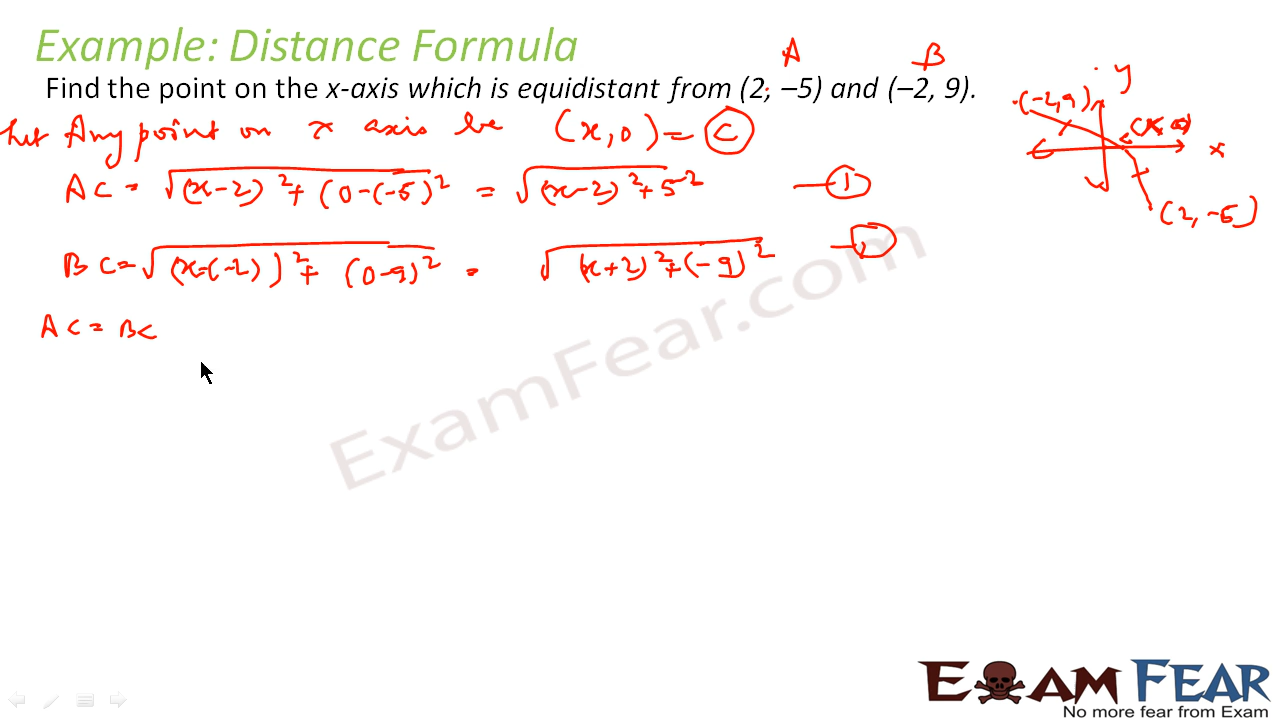 Example: Distance Formula
A B
Find the point on the x-axis which is equidistant from (2, –5) and (–2, 9).
let Any point on x axis be (x,0) = C
AC = √(x-2)²+(0-(-5)² = √(x-2)²+5² — 1
BC = √(x-(-2))²+(0-9)² = √(x+2)²+(-9)² —
AC = BC
y
(-2,9)
x
(2,-5)
ExamFear.com
EXAM FEAR
No more fear from Exam